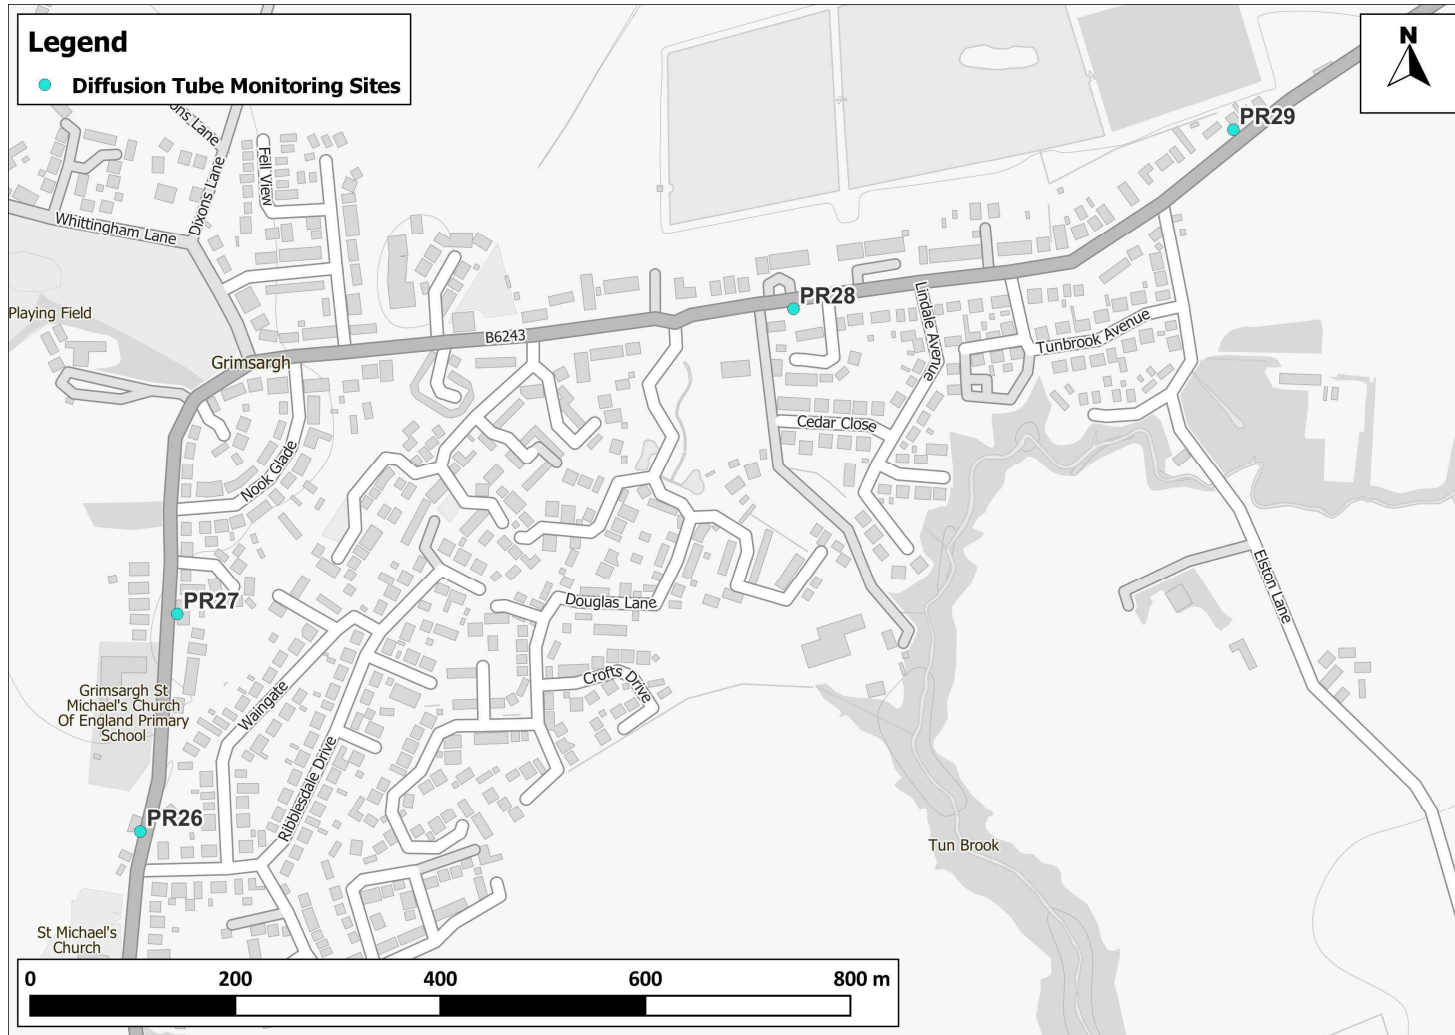 Legend
Diffusion Tube Monitoring Sites
N
PR29
ons Lane
Dixons Lane
Fell View
Whittingham Lane
Playing Field
Grimsargh
B6243
PR28
Lindale Avenue
Tunbrook Avenue
Cedar Close
Nook Glade
PR27
Douglas Lane
Elston Lane
Crofts Drive
Grimsargh St
Michael's Church
Of England Primary
School
Waingate
Ribblesdale Drive
PR26
Tun Brook
St Michael's
Church
0 200 400 600 800 m